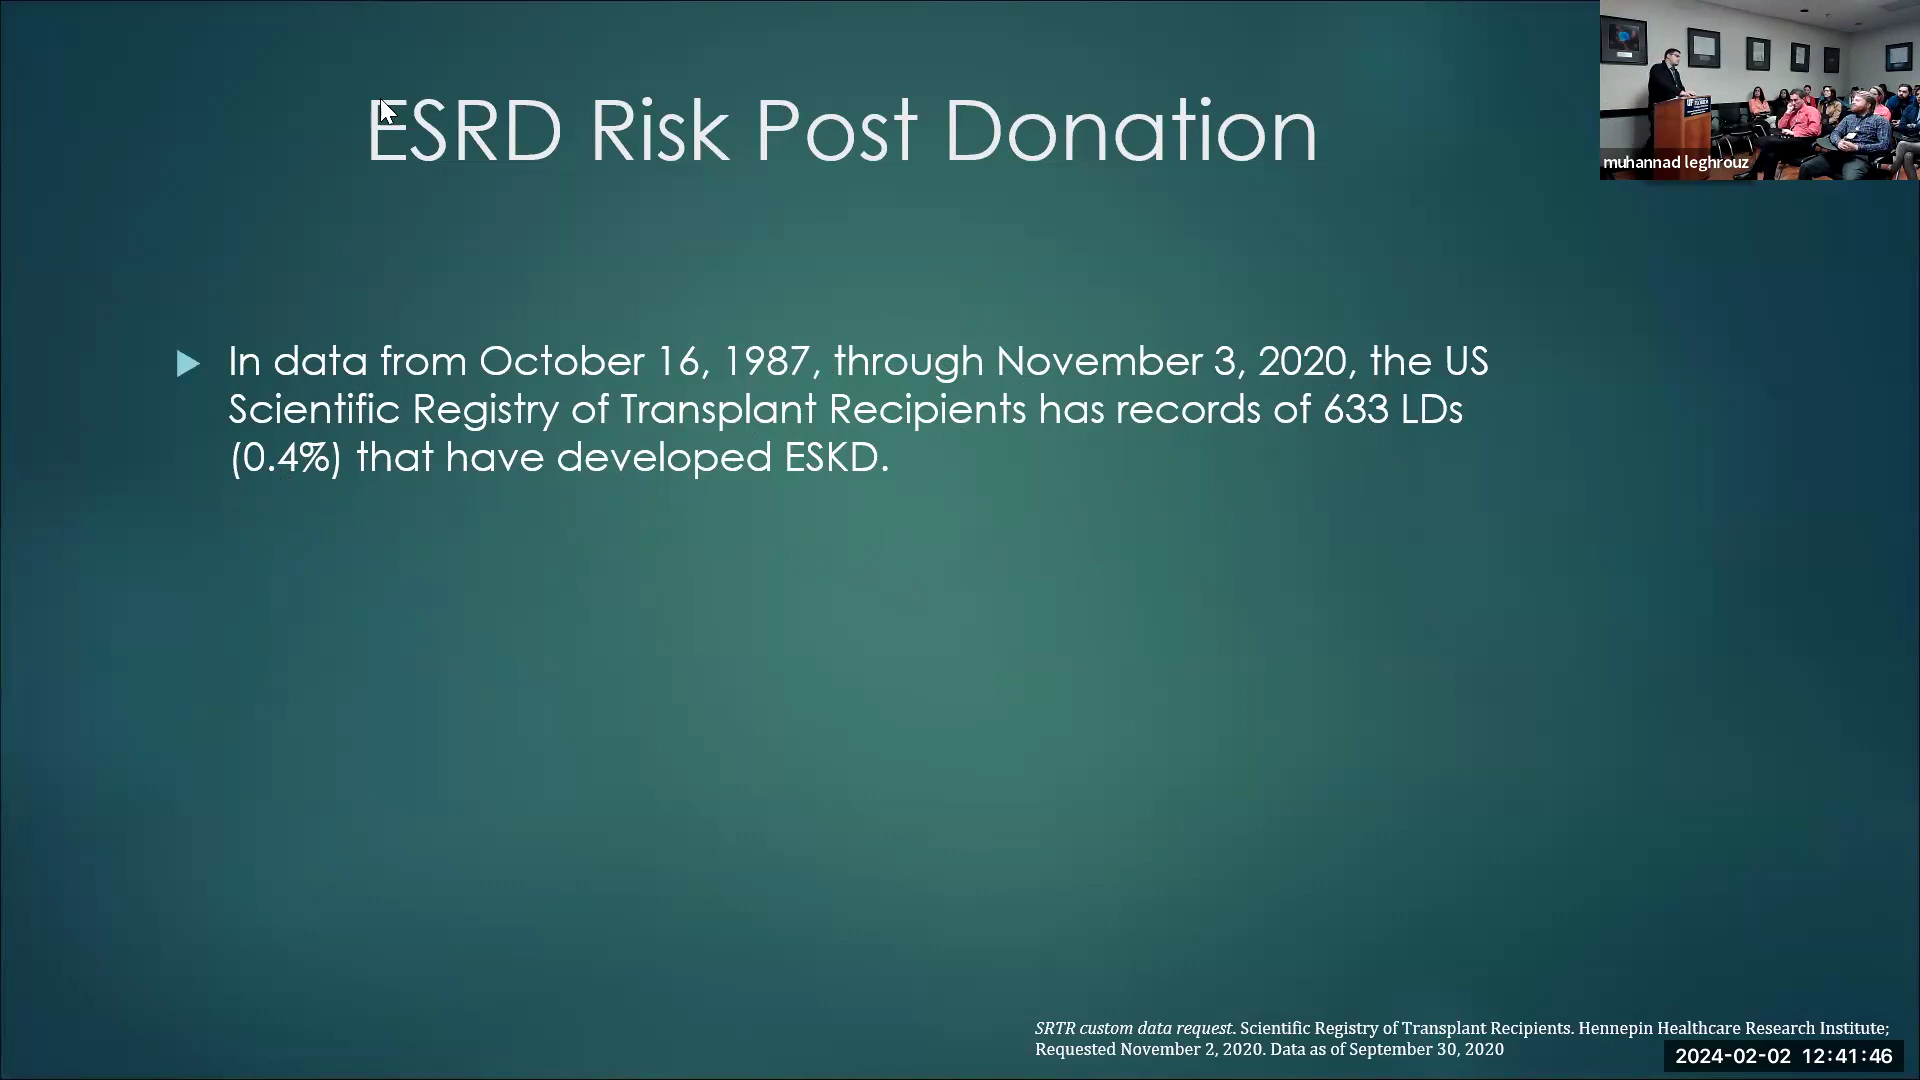 ESRD Risk Post Donation
muhannad leghrouz
In data from October 16, 1987, through November 3, 2020, the US
Scientific Registry of Transplant Recipients has records of 633 LDs
(0.4%) that have developed ESKD.
SRTR custom data request. Scientific Registry of Transplant Recipients. Hennepin Healthcare Research Institute;
Requested November 2, 2020. Data as of September 30, 2020
2024-02-02 12:41:46